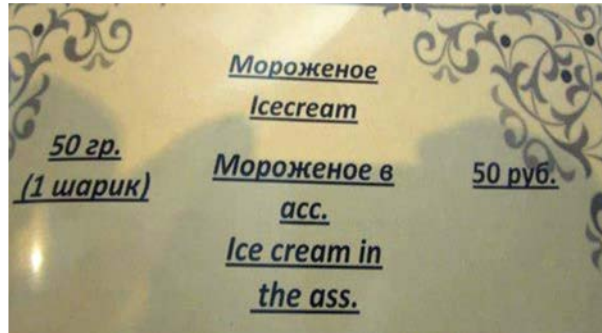 Мороженое
Icecream
50 гр.
(1 шарик)
Мороженое в
асс.
Ice cream in
the ass.
50 руб.